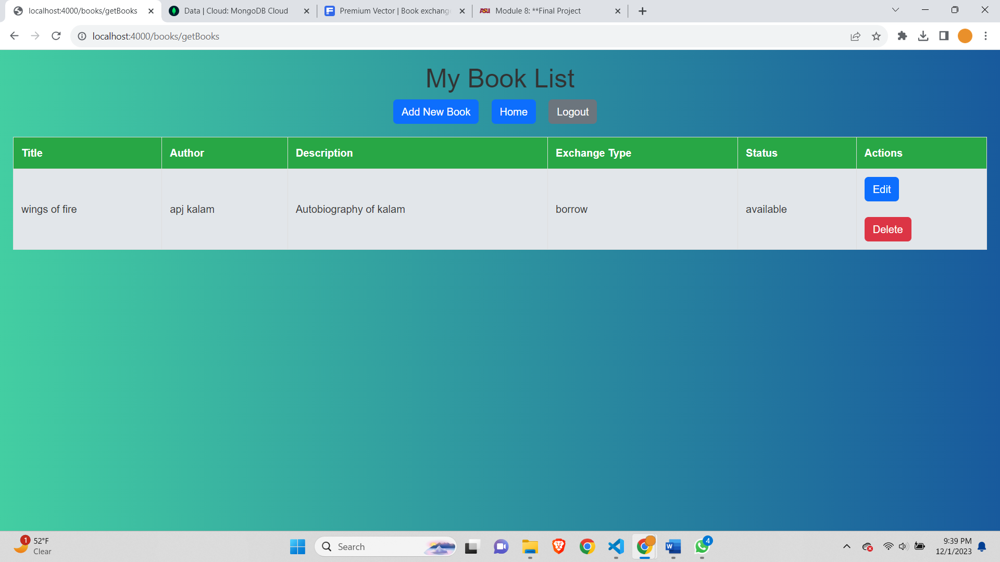 localhost:4000/books/getBooks
Data | Cloud: MongoDB Cloud
Premium Vector | Book exchang
ASU Module 8: **Final Project
localhost:4000/books/getBooks
My Book List
Add New Book Home Logout
Title Author Description Exchange Type Status Actions
wings of fire apj kalam Autobiography of kalam borrow available Edit
Delete
1 52°F
Clear
Search
W
4
9:39 PM
12/1/2023